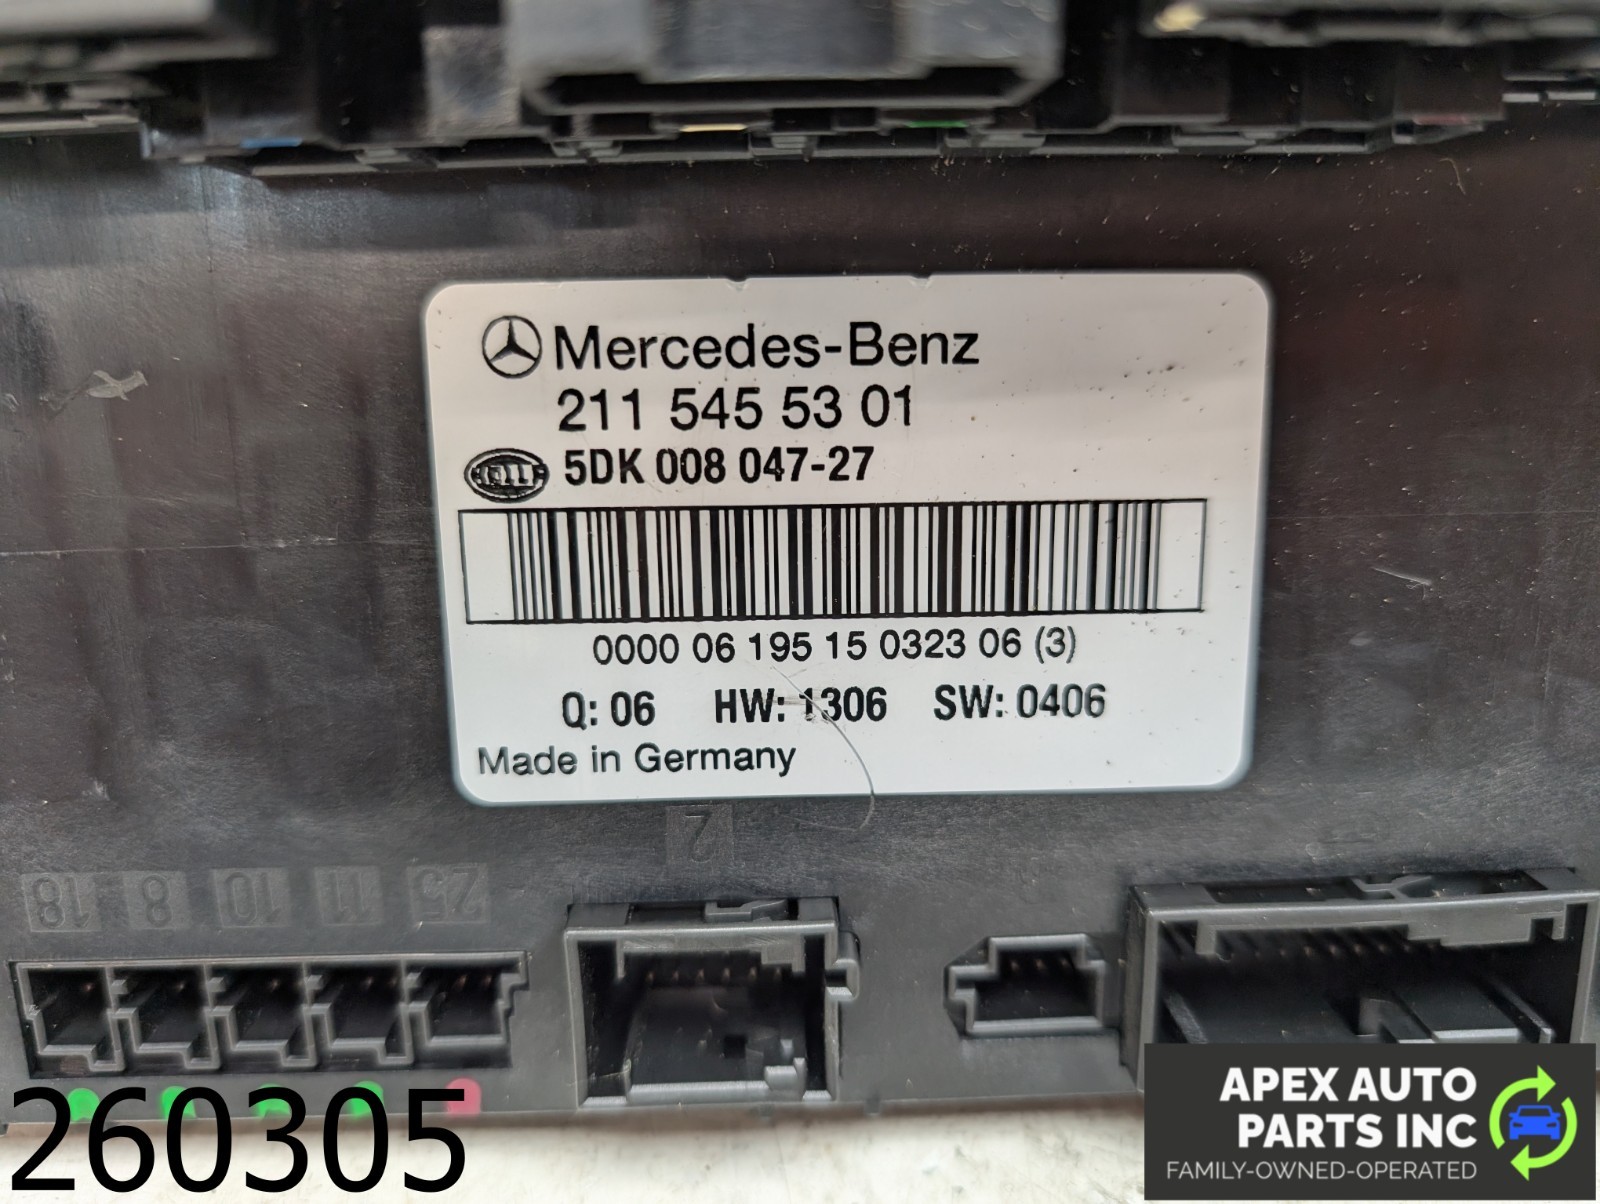 Mercedes-Benz
211 545 53 01
HELLA 5DK 008 047-27
0000 06 195 15 0323 06 (3)
Q: 06 HW: 1306 SW: 0406
Made in Germany
2
18 8 10 11 25
260305
APEX AUTO
PARTS INC
FAMILY-OWNED-OPERATED